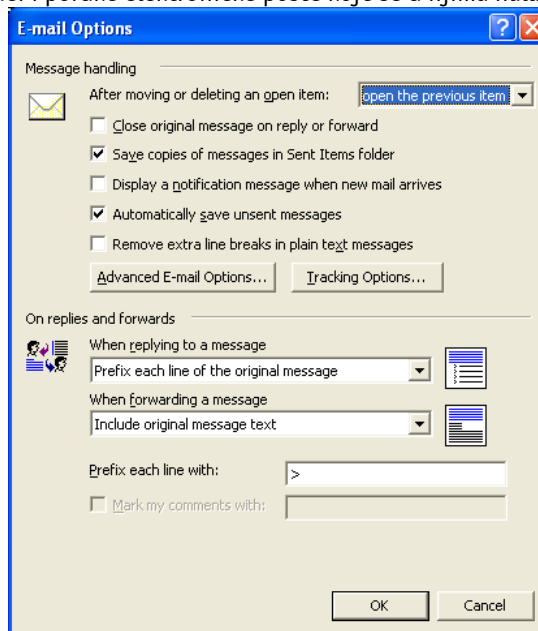 E-mail Options
Message handling
After moving or deleting an open item: open the previous item
Close original message on reply or forward
Save copies of messages in Sent Items folder
Display a notification message when new mail arrives
Automatically save unsent messages
Remove extra line breaks in plain text messages
Advanced E-mail Options... Tracking Options...
On replies and forwards
When replying to a message
Prefix each line of the original message
When forwarding a message
Include original message text
Prefix each line with: >
Mark my comments with:
OK Cancel